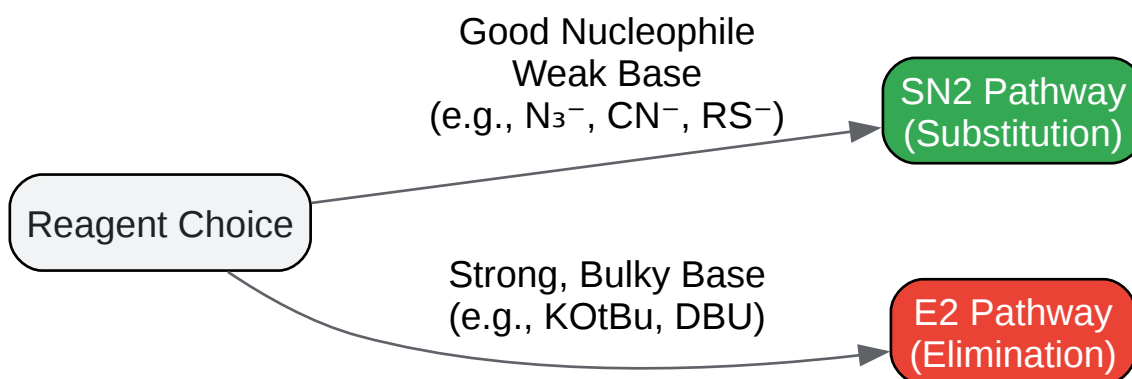 Good Nucleophile
Weak Base
(e.g., N₃⁻, CN⁻, RS⁻)
SN2 Pathway
(Substitution)
Reagent Choice
Strong, Bulky Base
(e.g., KOtBu, DBU)
E2 Pathway
(Elimination)